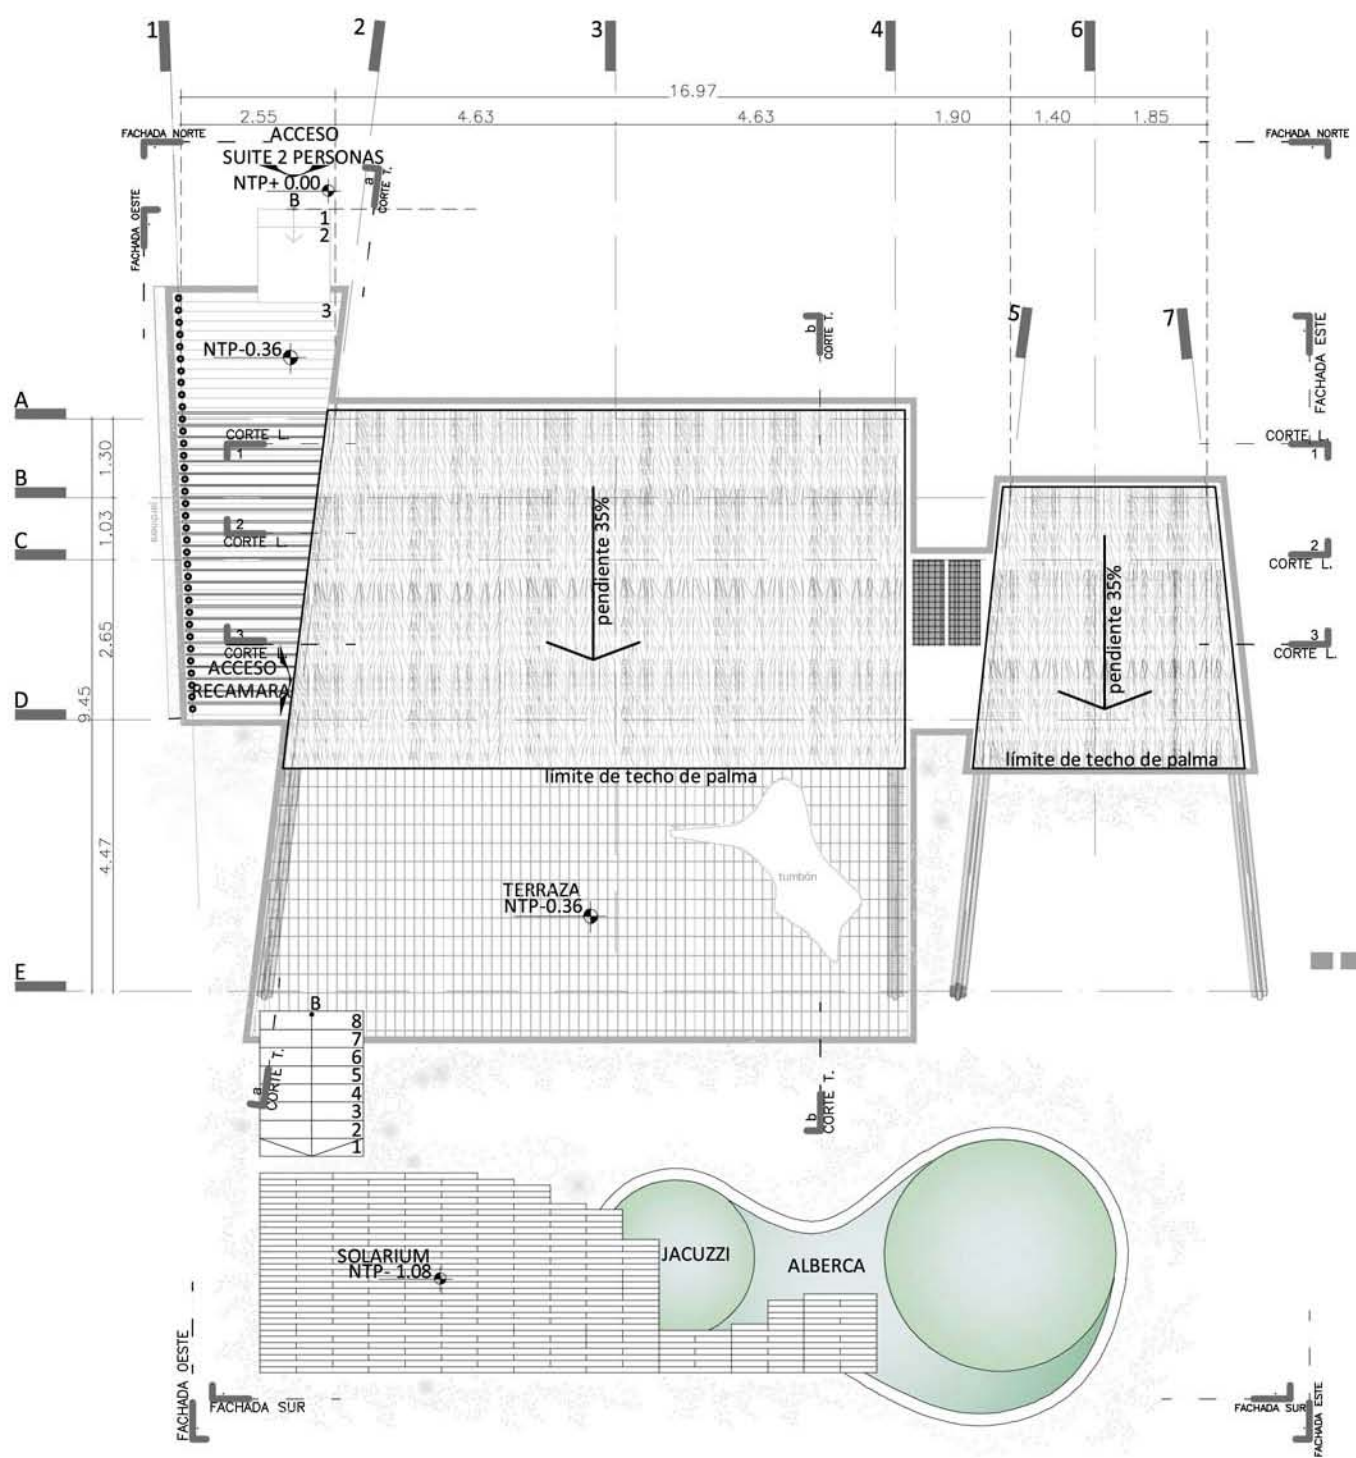 1
2
3
4
6
16.97
2.55
4.63
4.63
1.90
1.40
1.85
FACHADA NORTE
ACCESO
SUITE 2 PERSONAS
NTP+ 0.00
FACHADA NORTE
a
CORTE T.
B
1
2
FACHADA OESTE
3
NTP-0.36
b
CORTE T.
5
7
FACHADA ESTE
A
1.30
CORTE L.
1
CORTE L.
1
B
1.03
pendiente 35%
2
CORTE L.
C
2
CORTE L.
pendiente 35%
2.65
3
CORTE L.
3
CORTE L.
ACCESO
RECAMARA
D
9.45
límite de techo de palma
límite de techo de palma
4.47
tumbón
TERRAZA
NTP-0.36
E
B
8
7
6
5
4
3
2
1
a
CORTE T.
b
CORTE T.
SOLARIUM
NTP- 1.08
JACUZZI
ALBERCA
FACHADA OESTE
FACHADA SUR
FACHADA SUR
FACHADA ESTE